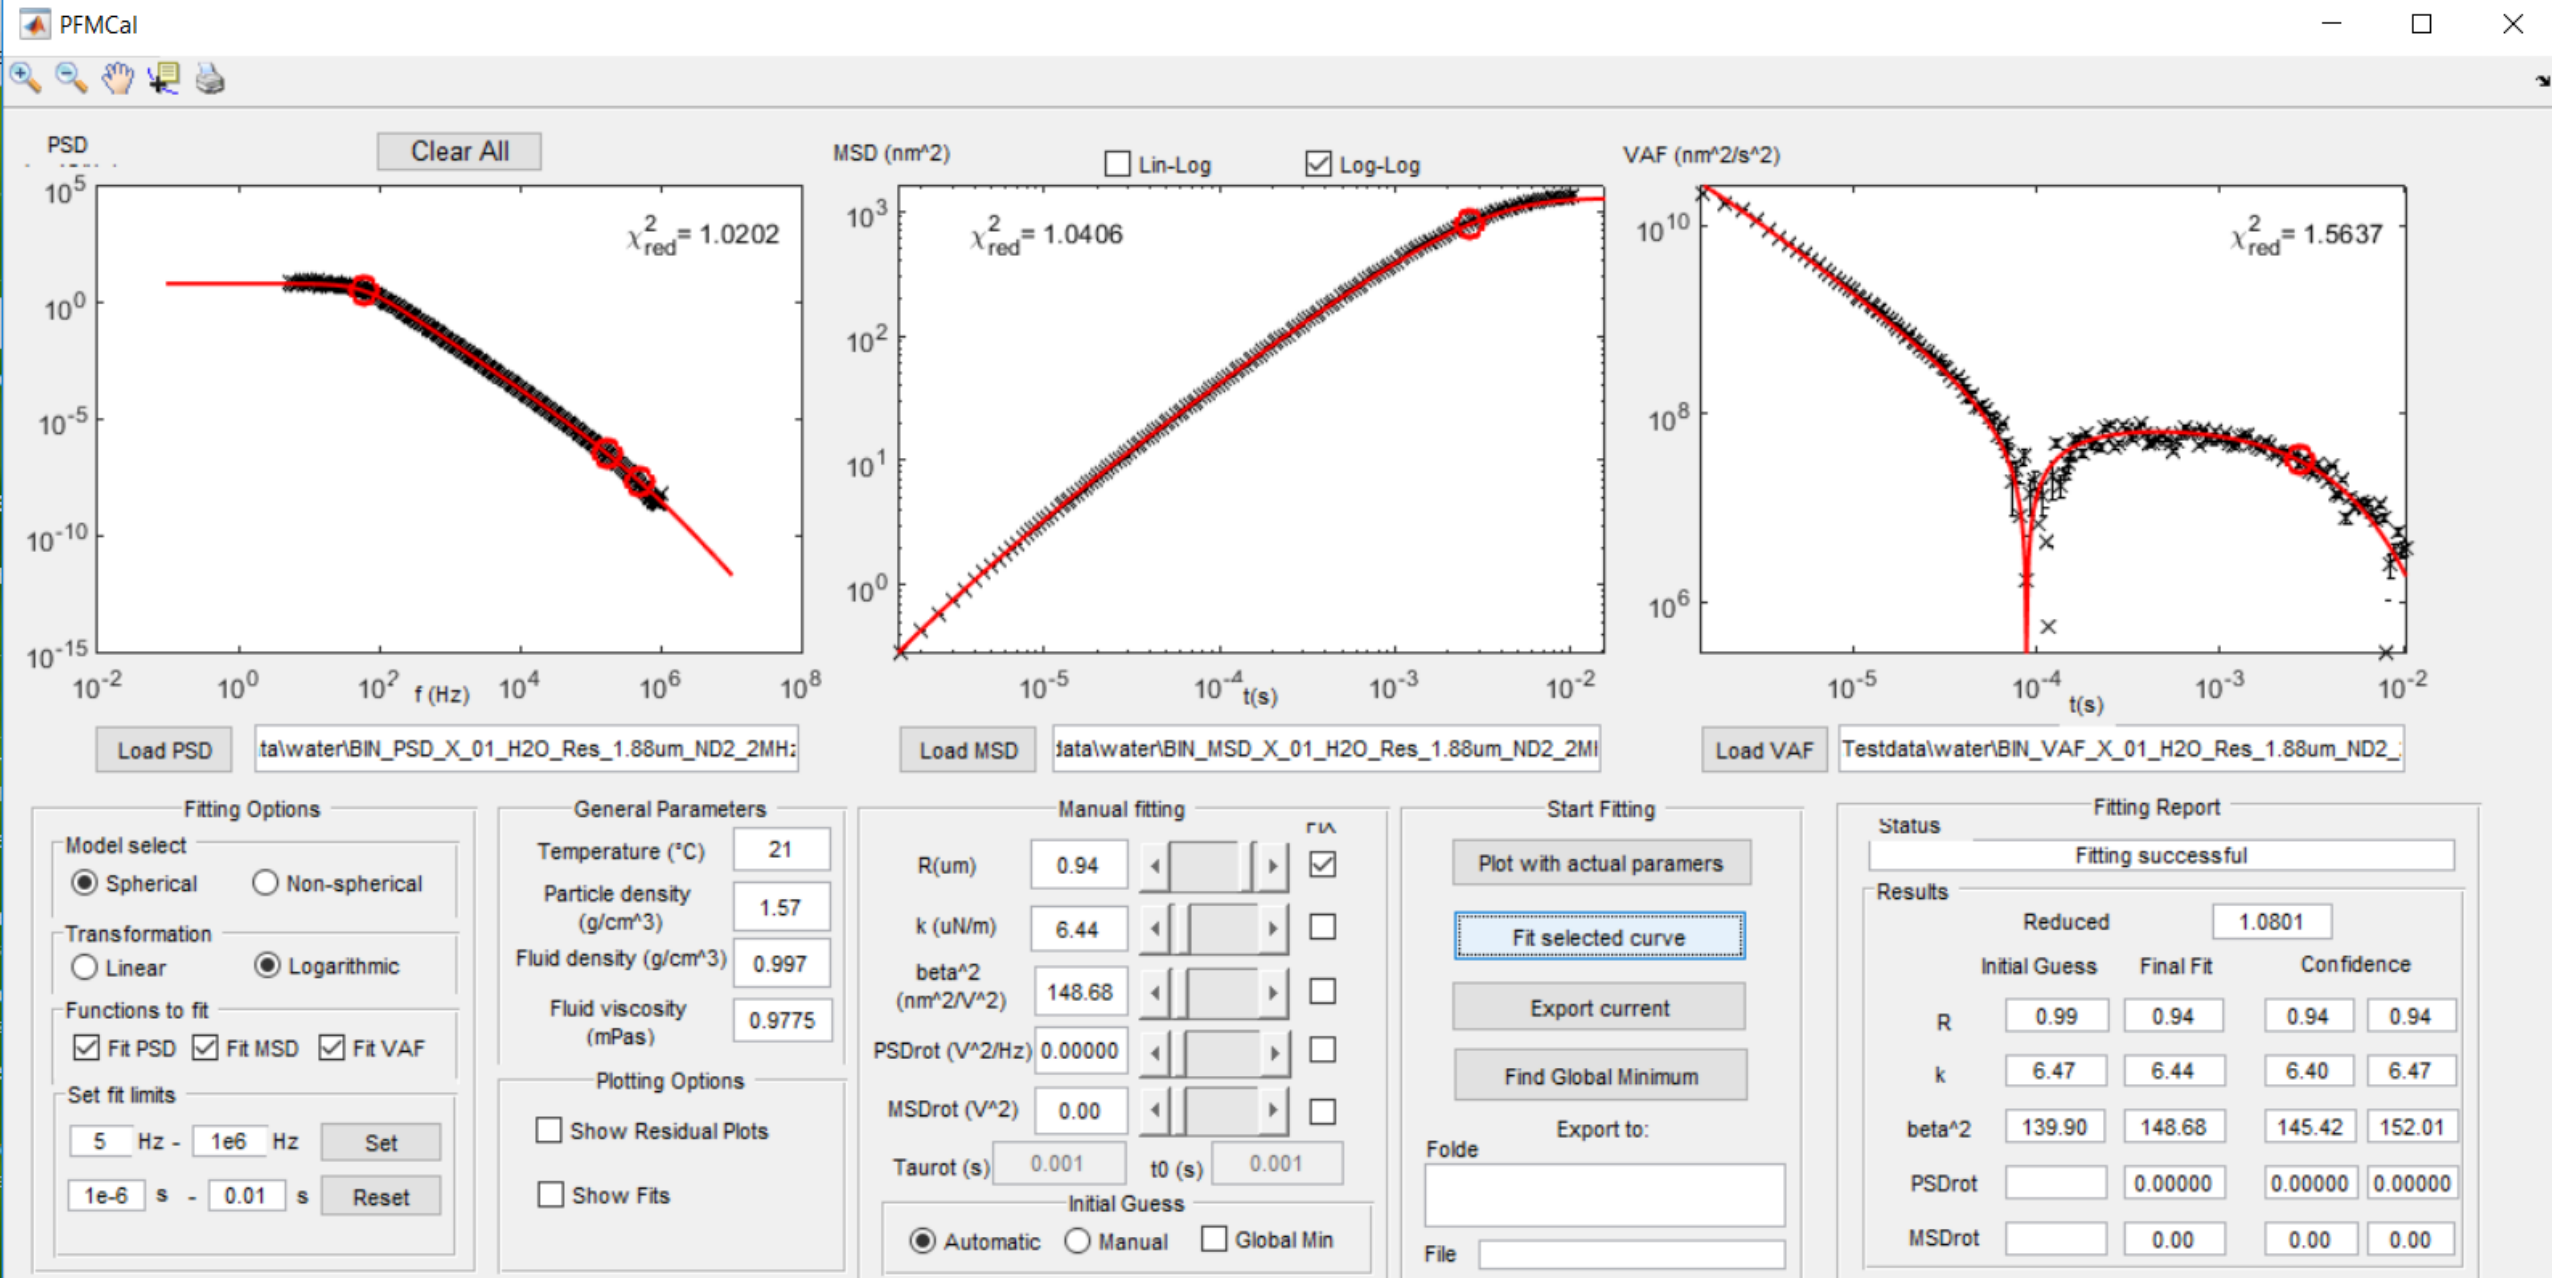 PFMCal
PSD
Clear All
MSD (nm^2)
Lin-Log
Log-Log
VAF (nm^2/s^2)
10^5
10^0
10^-5
10^-10
10^-15
χ²red = 1.0202
10^-2 10^0 10^2 10^4 10^6 10^8
f (Hz)
10^3
10^2
10^1
10^0
χ²red = 1.0406
10^-5 10^-4 10^-3 10^-2
t(s)
10^10
10^8
10^6
χ²red = 1.5637
10^-5 10^-4 10^-3 10^-2
t(s)
Load PSD
ta\water\BIN_PSD_X_01_H2O_Res_1.88um_ND2_2MHz
Load MSD
data\water\BIN_MSD_X_01_H2O_Res_1.88um_ND2_2MI
Load VAF
Testdata\water\BIN_VAF_X_01_H2O_Res_1.88um_ND2_
Fitting Options
Model select
Spherical Non-spherical
Transformation
Linear Logarithmic
Functions to fit
Fit PSD Fit MSD Fit VAF
Set fit limits
5 Hz - 1e6 Hz Set
1e-6 s - 0.01 s Reset
General Parameters
Temperature (°C) 21
Particle density
(g/cm^3)
1.57
Fluid density (g/cm^3) 0.997
Fluid viscosity
(mPas)
0.9775
Plotting Options
Show Residual Plots
Show Fits
Manual fitting
R(um) 0.94
k (uN/m) 6.44
beta^2
(nm^2/V^2)
148.68
PSDrot (V^2/Hz) 0.00000
MSDrot (V^2) 0.00
Taurot (s) 0.001 t0 (s) 0.001
Initial Guess
Automatic Manual Global Min
Start Fitting
Plot with actual paramers
Fit selected curve
Export current
Find Global Minimum
Export to:
Folde
File
Fitting Report
Status
Fitting successful
Results
Reduced 1.0801
Initial Guess Final Fit Confidence
R 0.99 0.94 0.94 0.94
k 6.47 6.44 6.40 6.47
beta^2 139.90 148.68 145.42 152.01
PSDrot 0.00000 0.00000 0.00000
MSDrot 0.00 0.00 0.00